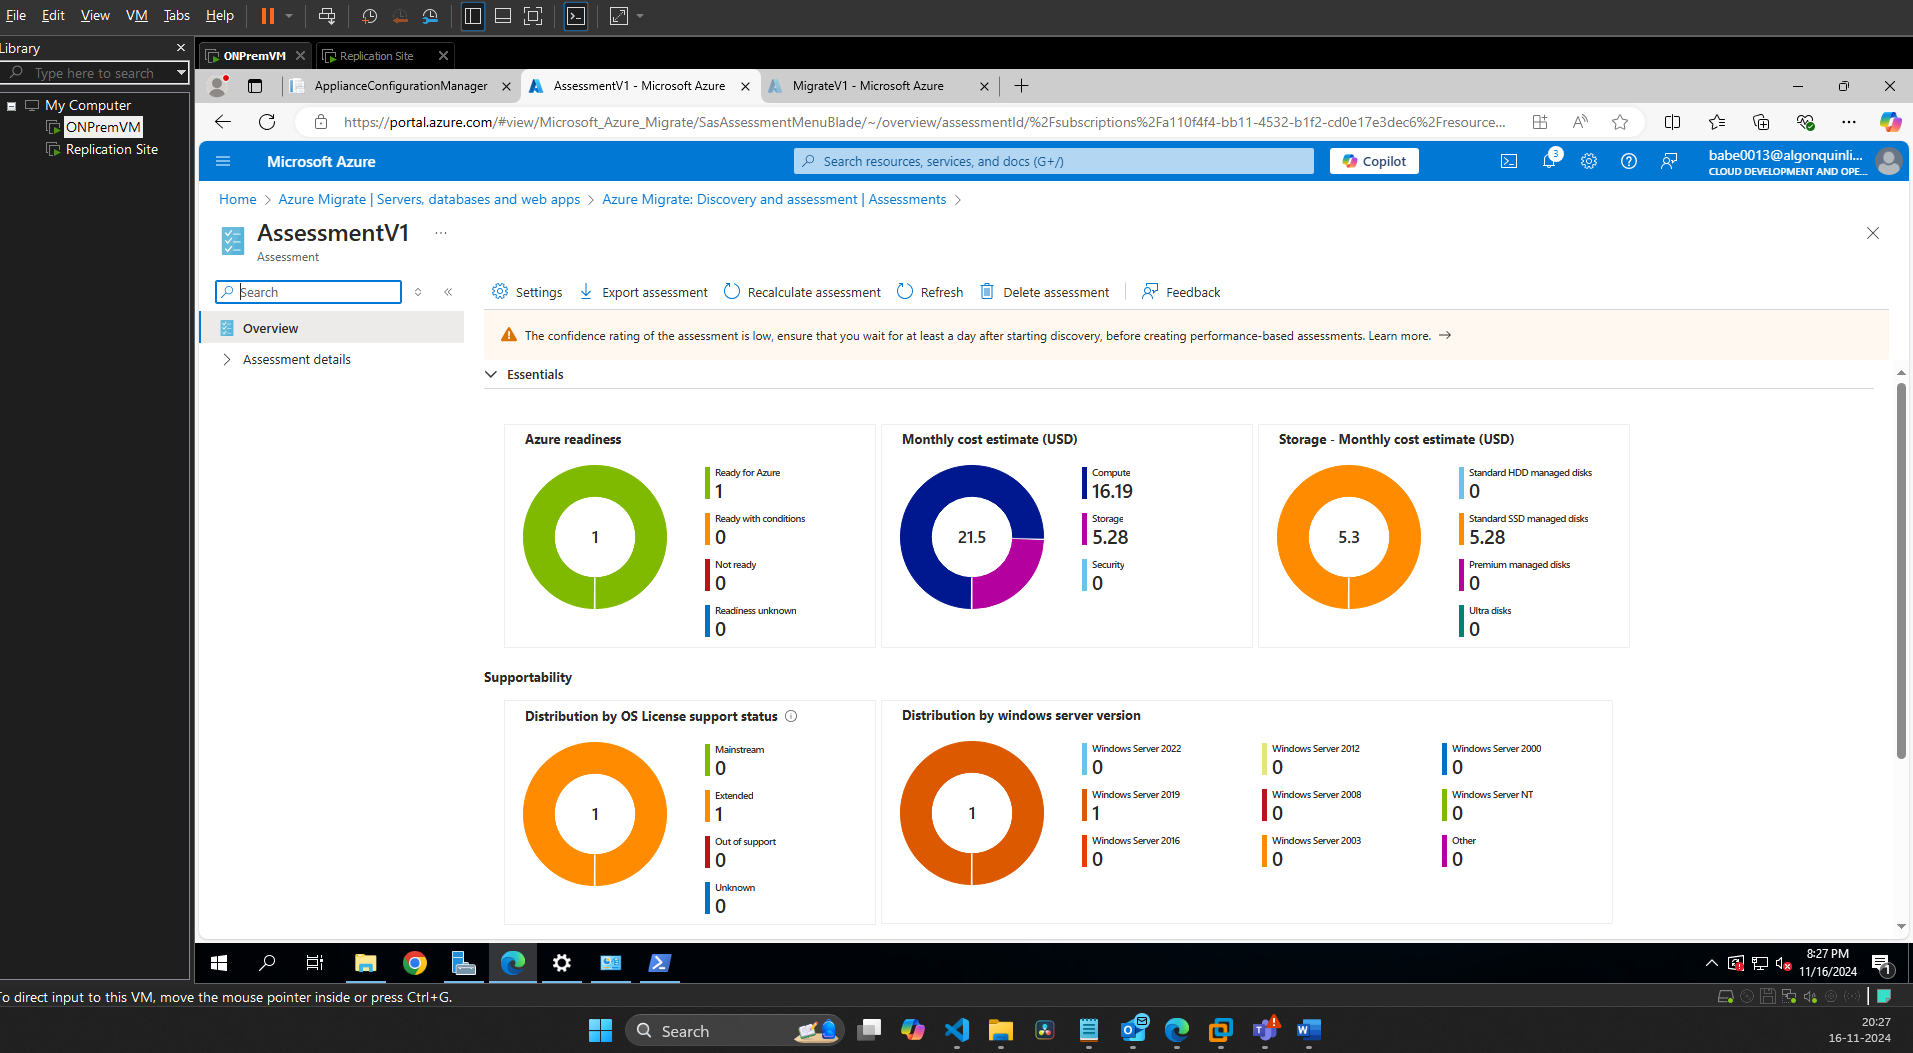 File Edit View VM Tabs Help
Library
Type here to search
My Computer
ONPremVM
Replication Site
ONPremVM
Replication Site
ApplianceConfigurationManager
AssessmentV1 - Microsoft Azure
MigrateV1 - Microsoft Azure
https://portal.azure.com/#view/Microsoft_Azure_Migrate/SasAssessmentMenuBlade/~/overview/assessmentId/%2Fsubscriptions%2Fa110f4f4-bb11-4532-b1f2-cd0e17e3dec6%2Fresource...
Microsoft Azure
Search resources, services, and docs (G+/)
Copilot
3
babe0013@algonquinli...
CLOUD DEVELOPMENT AND OPE...
Home > Azure Migrate | Servers, databases and web apps > Azure Migrate: Discovery and assessment | Assessments >
AssessmentV1 ...
Assessment
Search
Overview
Assessment details
Settings
Export assessment
Recalculate assessment
Refresh
Delete assessment
Feedback
The confidence rating of the assessment is low, ensure that you wait for at least a day after starting discovery, before creating performance-based assessments. Learn more. →
Essentials
Azure readiness
1
Ready for Azure
1
Ready with conditions
0
Not ready
0
Readiness unknown
0
Monthly cost estimate (USD)
21.5
Compute
16.19
Storage
5.28
Security
0
Storage - Monthly cost estimate (USD)
5.3
Standard HDD managed disks
0
Standard SSD managed disks
5.28
Premium managed disks
0
Ultra disks
0
Supportability
Distribution by OS License support status
1
Mainstream
0
Extended
1
Out of support
0
Unknown
0
Distribution by windows server version
1
Windows Server 2022
0
Windows Server 2019
1
Windows Server 2016
0
Windows Server 2012
0
Windows Server 2008
0
Windows Server 2003
0
Windows Server 2000
0
Windows Server NT
0
Other
0
8:27 PM
11/16/2024
1
To direct input to this VM, move the mouse pointer inside or press Ctrl+G.
Search
20:27
16-11-2024